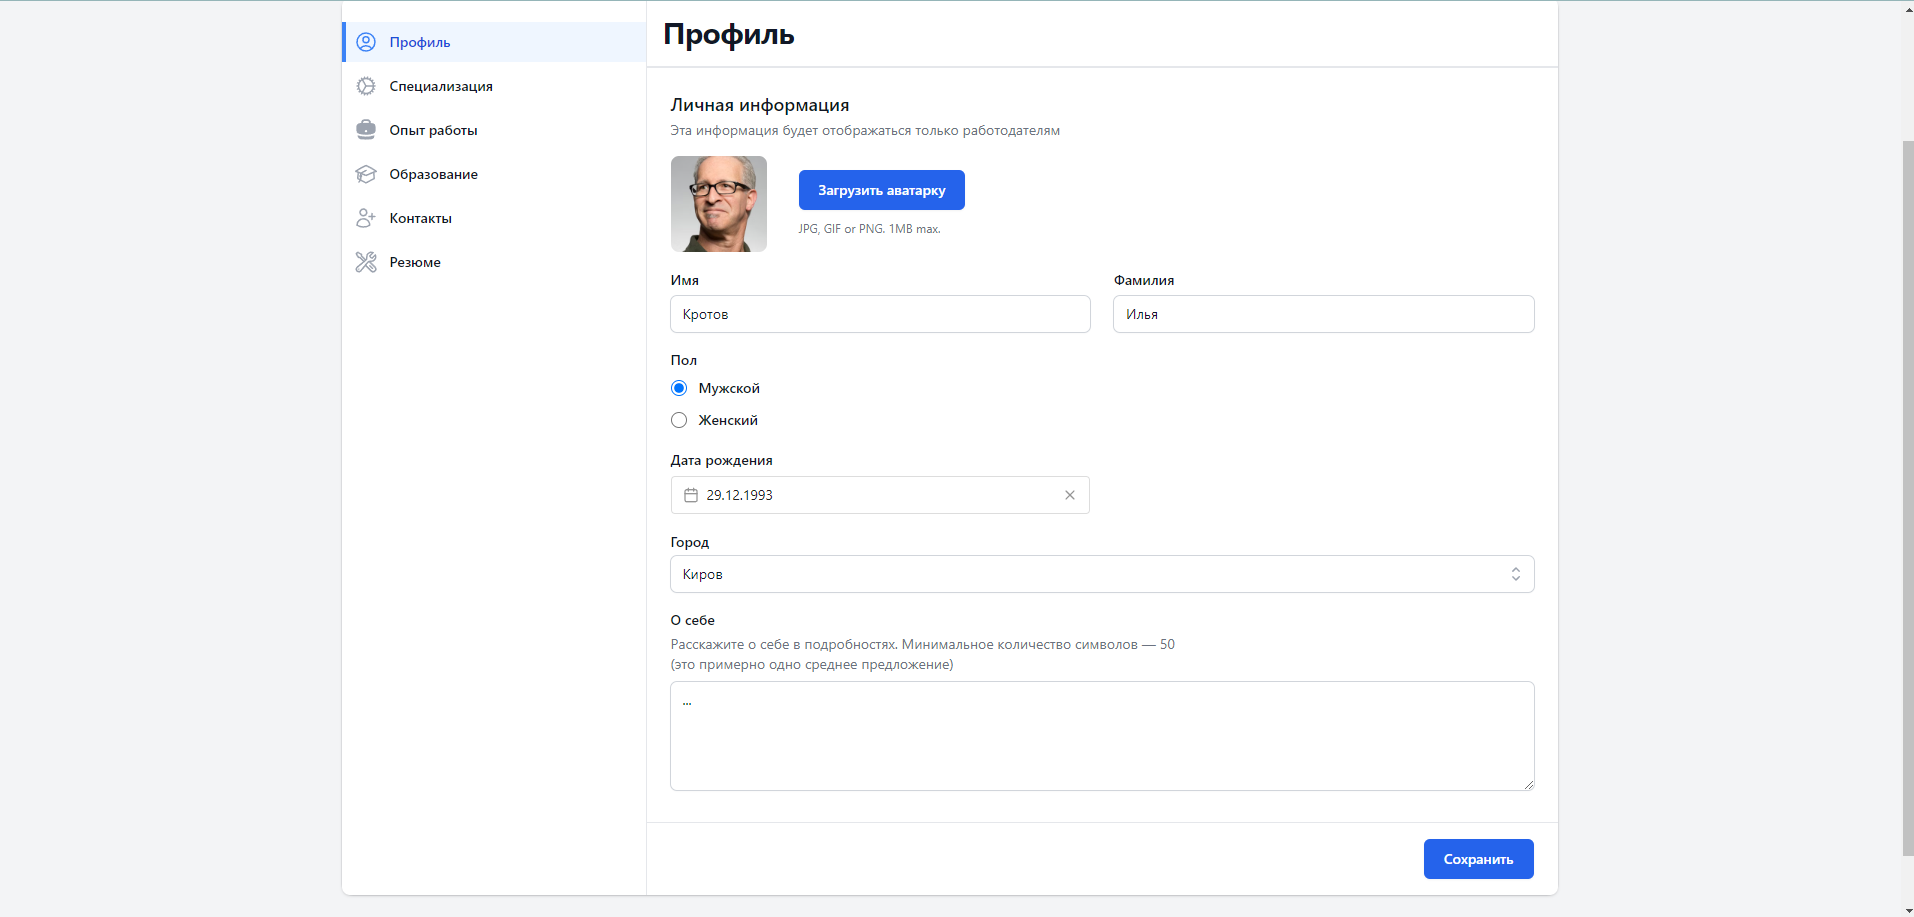 Профиль
Специализация
Опыт работы
Образование
Контакты
Резюме
Профиль
Личная информация
Эта информация будет отображаться только работодателям
Загрузить аватарку
JPG, GIF or PNG. 1MB max.
Имя
Фамилия
Кротов
Илья
Пол
Мужской
Женский
Дата рождения
29.12.1993
Город
Киров
О себе
Расскажите о себе в подробностях. Минимальное количество символов — 50
(это примерно одно среднее предложение)
...
Сохранить